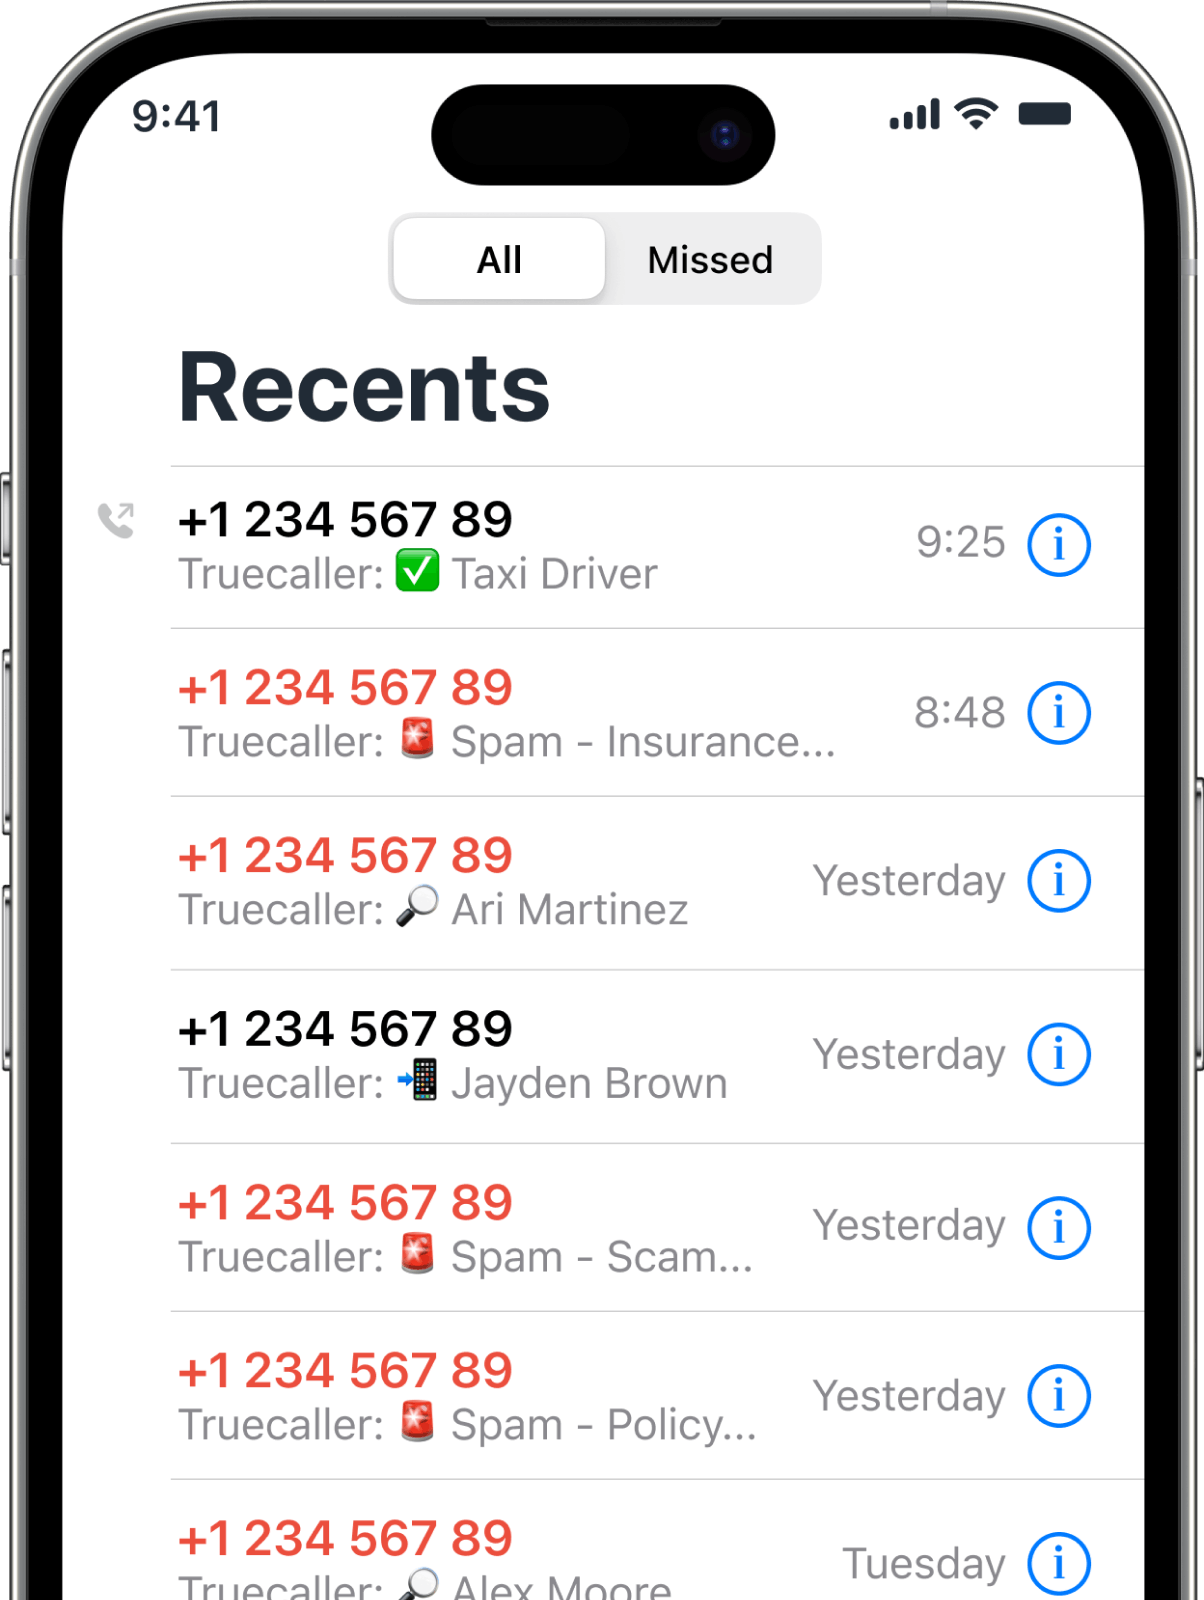 9:41
All Missed
Recents
+1 234 567 89
Truecaller: ✅ Taxi Driver
9:25
+1 234 567 89
Truecaller: 🚨 Spam - Insurance...
8:48
+1 234 567 89
Truecaller: 🔎 Ari Martinez
Yesterday
+1 234 567 89
Truecaller: 📲 Jayden Brown
Yesterday
+1 234 567 89
Truecaller: 🚨 Spam - Scam...
Yesterday
+1 234 567 89
Truecaller: 🚨 Spam - Policy...
Yesterday
+1 234 567 89
Truecaller: 🔎 Alex Moore
Tuesday